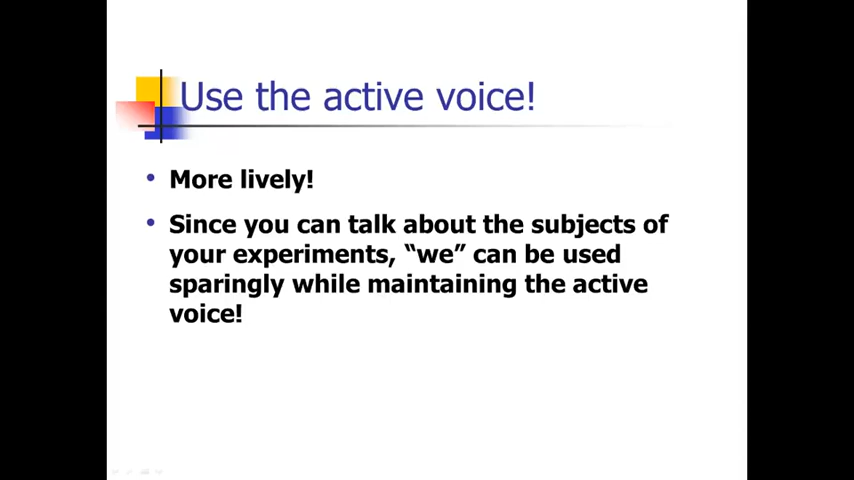 Use the active voice!
• More lively!
• Since you can talk about the subjects of
your experiments, “we” can be used
sparingly while maintaining the active
voice!